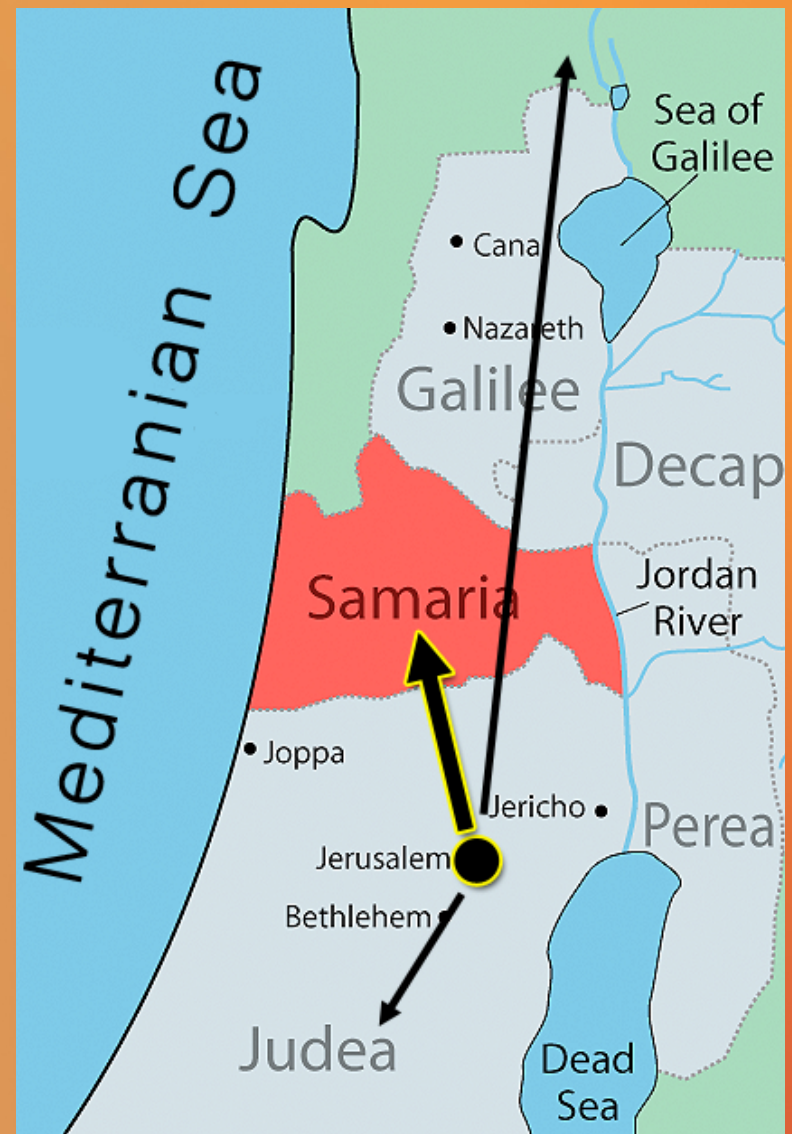 Mediterranian Sea
Sea of
Galilee
Cana
Nazareth
Galilee
Decap
Samaria
Jordan
River
Joppa
Jericho
Perea
Jerusalem
Bethlehem
Judea
Dead
Sea